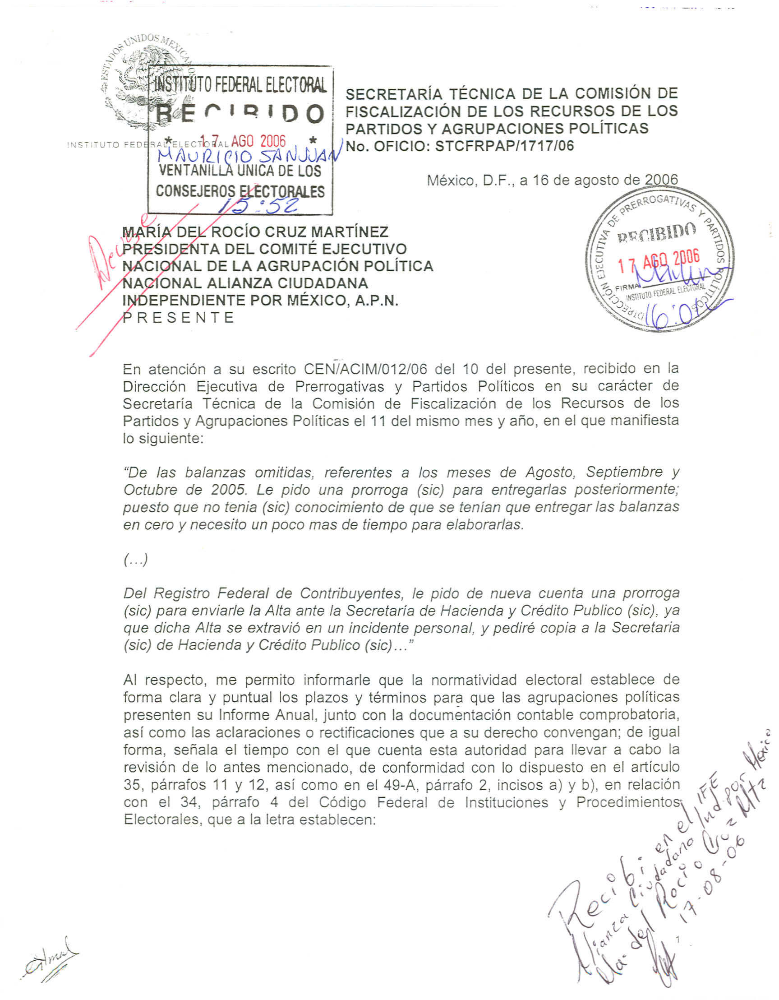 ESTADOS UNIDOS MEXICANOS
INSTITUTO FEDERAL ELECTORAL
INSTITUTO FEDERAL ELECTORAL
RECIBIDO
* 17 AGO 2006 *
MAURICIO SANJUAN
VENTANILLA UNICA DE LOS
CONSEJEROS ELECTORALES
15:52
SECRETARÍA TÉCNICA DE LA COMISIÓN DE
FISCALIZACIÓN DE LOS RECURSOS DE LOS
PARTIDOS Y AGRUPACIONES POLÍTICAS
No. OFICIO: STCFRPAP/1717/06
México, D.F., a 16 de agosto de 2006
DIRECCIÓN EJECUTIVA DE PRERROGATIVAS Y PARTIDOS POLÍTICOS
RECIBIDO
17 AGO 2006
FIRMA
INSTITUTO FEDERAL ELECTORAL
MARÍA DEL ROCÍO CRUZ MARTÍNEZ
PRESIDENTA DEL COMITÉ EJECUTIVO
NACIONAL DE LA AGRUPACIÓN POLÍTICA
NACIONAL ALIANZA CIUDADANA
INDEPENDIENTE POR MÉXICO, A.P.N.
P R E S E N T E
En atención a su escrito CEN/ACIM/012/06 del 10 del presente, recibido en la
Dirección Ejecutiva de Prerrogativas y Partidos Políticos en su carácter de
Secretaría Técnica de la Comisión de Fiscalización de los Recursos de los
Partidos y Agrupaciones Políticas el 11 del mismo mes y año, en el que manifiesta
lo siguiente:
“De las balanzas omitidas, referentes a los meses de Agosto, Septiembre y
Octubre de 2005. Le pido una prorroga (sic) para entregarlas posteriormente;
puesto que no tenia (sic) conocimiento de que se tenían que entregar las balanzas
en cero y necesito un poco mas de tiempo para elaborarlas.
(...)
Del Registro Federal de Contribuyentes, le pido de nueva cuenta una prorroga
(sic) para enviarle la Alta ante la Secretaría de Hacienda y Crédito Publico (sic), ya
que dicha Alta se extravió en un incidente personal, y pediré copia a la Secretaria
(sic) de Hacienda y Crédito Publico (sic)...”
Al respecto, me permito informarle que la normatividad electoral establece de
forma clara y puntual los plazos y términos para que las agrupaciones políticas
presenten su Informe Anual, junto con la documentación contable comprobatoria,
así como las aclaraciones o rectificaciones que a su derecho convengan; de igual
forma, señala el tiempo con el que cuenta esta autoridad para llevar a cabo la
revisión de lo antes mencionado, de conformidad con lo dispuesto en el artículo
35, párrafos 11 y 12, así como en el 49-A, párrafo 2, incisos a) y b), en relación
con el 34, párrafo 4 del Código Federal de Instituciones y Procedimientos
Electorales, que a la letra establecen:
Recibi en el IFE
Alianza Ciudadana Ind. por México
Ma. del Rocio Cruz Mtz
17-08-06